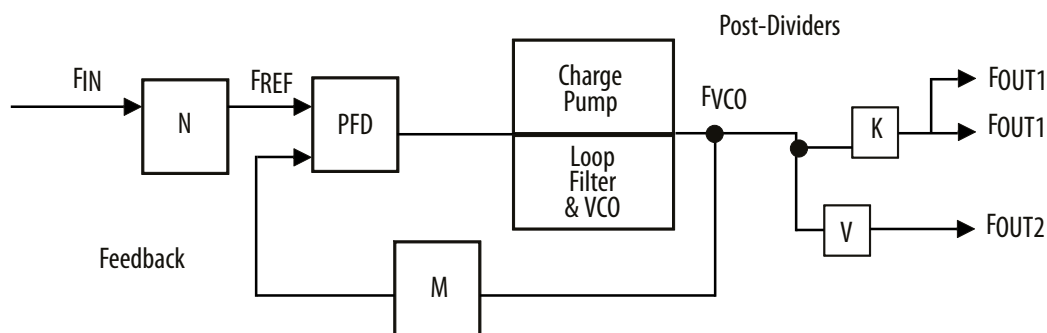 Post-Dividers
FIN
N
FREF
PFD
Charge
Pump
Loop
Filter
& VCO
FVCO
K
FOUT1
FOUT1
V
FOUT2
Feedback
M